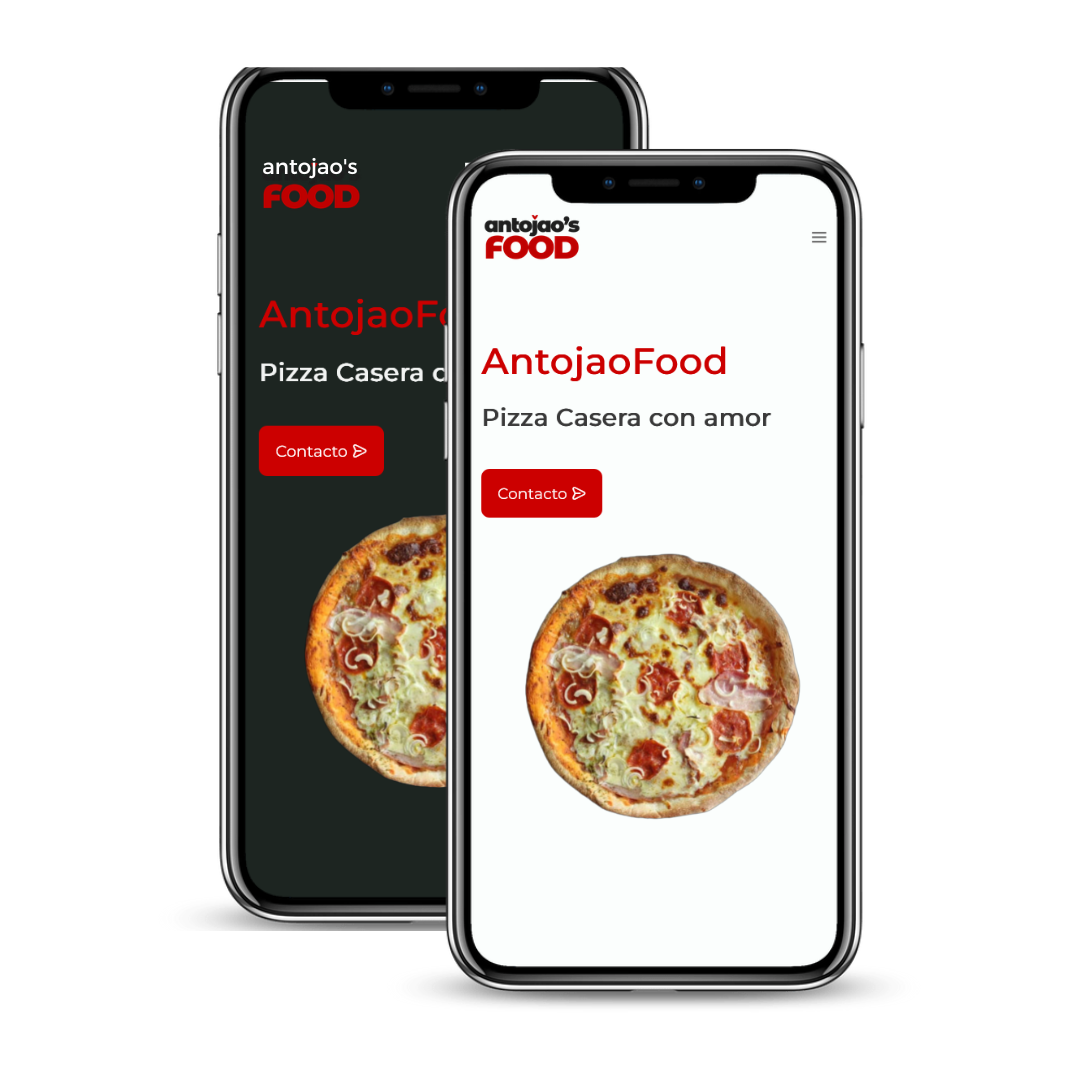 antojao's
FOOD
AntojaoFo
Pizza Casera
Contacto
antojao's
FOOD
AntojaoFood
Pizza Casera con amor
Contacto